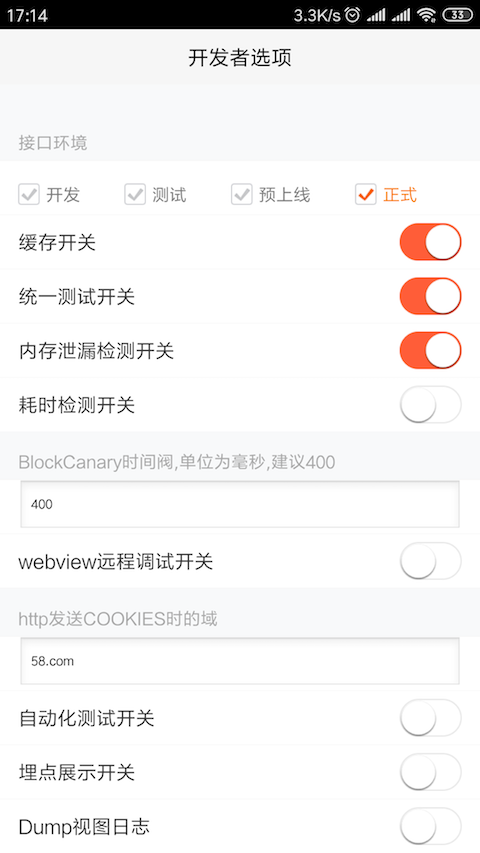 17:14 3.3K/s 33
开发者选项
接口环境
开发 测试 预上线 正式
缓存开关
统一测试开关
内存泄漏检测开关
耗时检测开关
BlockCanary时间阀,单位为毫秒,建议400
400
webview远程调试开关
http发送COOKIES时的域
58.com
自动化测试开关
埋点展示开关
Dump视图日志